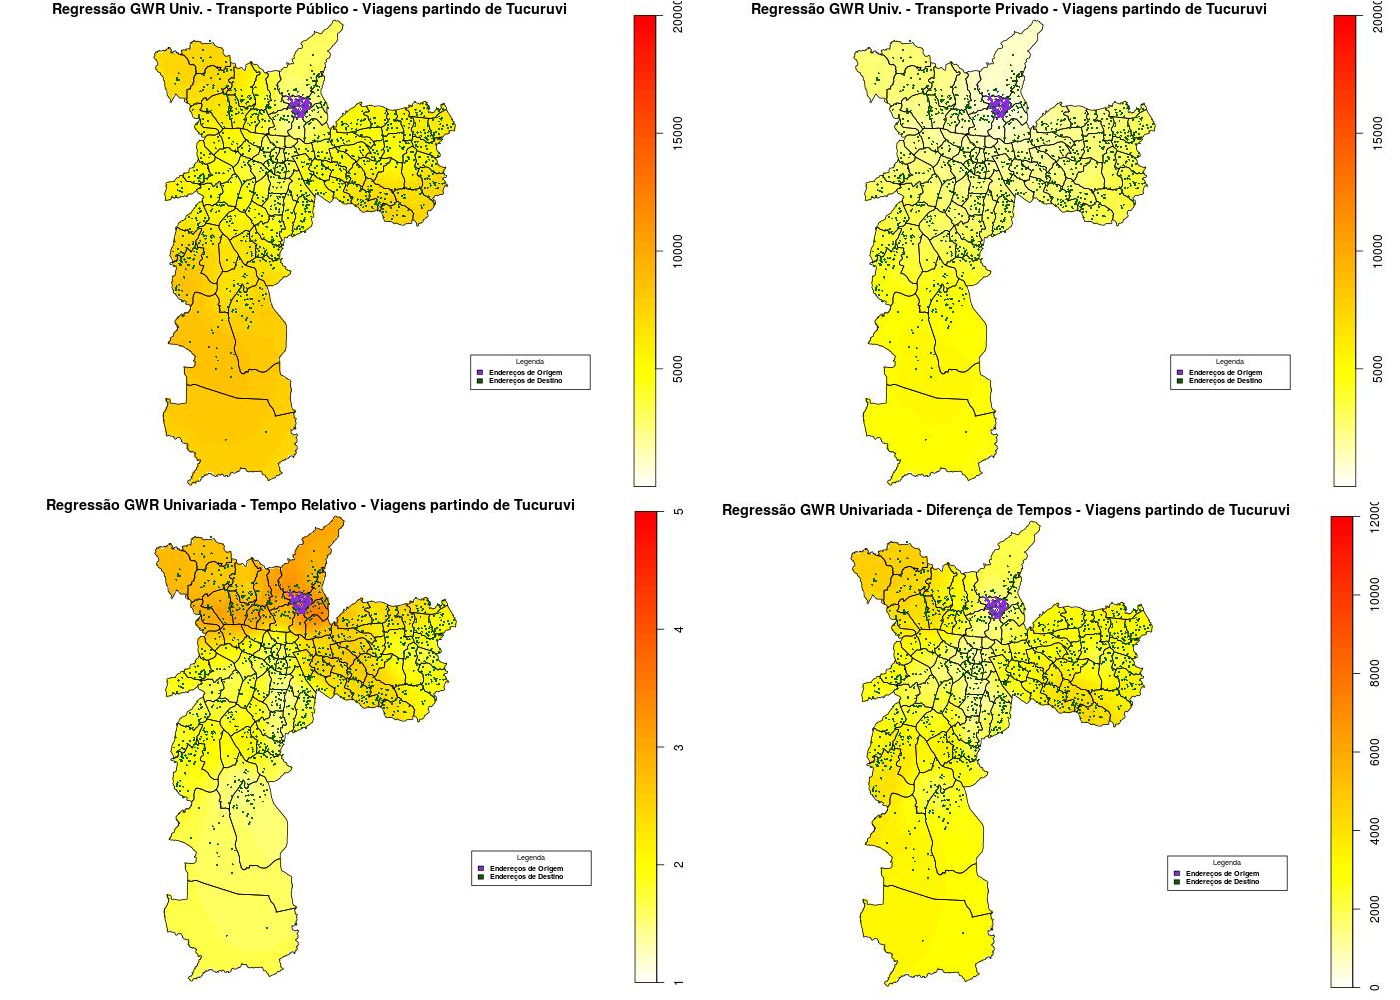 Regressão GWR Univ. - Transporte Público - Viagens partindo de Tucuruvi
5000
10000
15000
Legenda
Endereços de Origem
Endereços de Destino
Regressão GWR Univ. - Transporte Privado - Viagens partindo de Tucuruvi
5000
10000
15000
Legenda
Endereços de Origem
Endereços de Destino
Regressão GWR Univariada - Tempo Relativo - Viagens partindo de Tucuruvi
1
2
3
4
5
Legenda
Endereços de Origem
Endereços de Destino
Regressão GWR Univariada - Diferença de Tempos - Viagens partindo de Tucuruvi
0
2000
4000
6000
8000
10000
Legenda
Endereços de Origem
Endereços de Destino